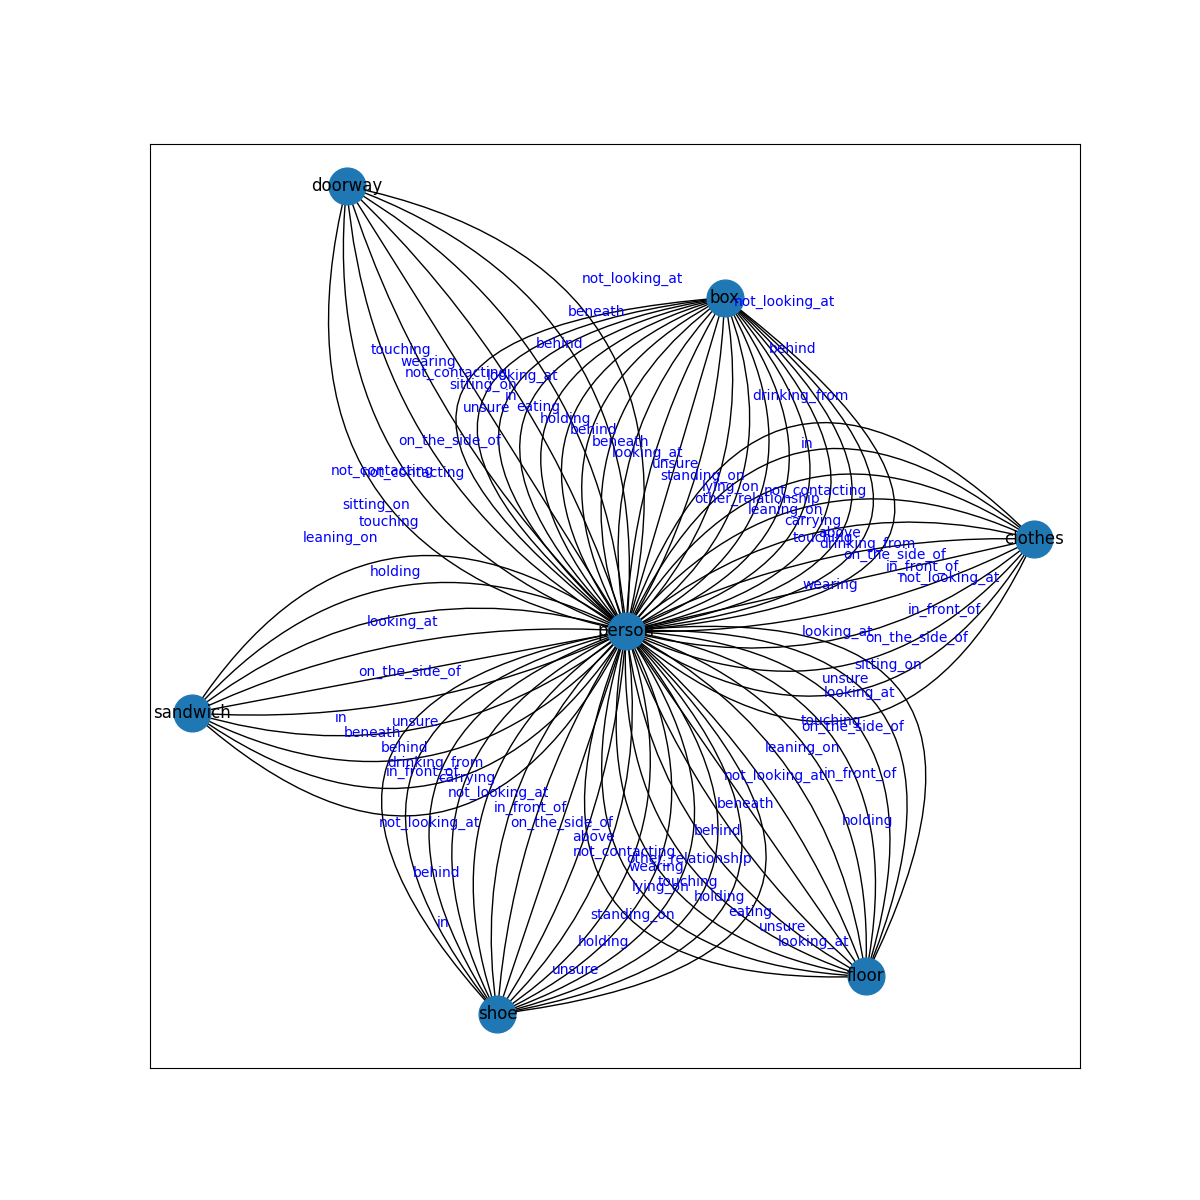 doorway
not_looking_at
box
not_looking_at
beneath
behind
behind
touching
wearing
not_contacting
looking_at
sitting_on
in
drinking_from
unsure
eating
holding
behind
on_the_side_of
beneath
in
looking_at
unsure
not_contacting
not_contacting
standing_on
lying_on
not_contacting
other_relationship
sitting_on
leaning_on
touching
carrying
above
leaning_on
touching
clothes
drinking_from
on_the_side_of
in_front_of
holding
not_looking_at
wearing
in_front_of
looking_at
person
looking_at
on_the_side_of
sitting_on
on_the_side_of
unsure
looking_at
sandwich
in
unsure
touching
on_the_side_of
beneath
behind
leaning_on
drinking_from
in_front_of
carrying
not_looking_at
in_front_of
not_looking_at
beneath
in_front_of
not_looking_at
on_the_side_of
holding
behind
above
not_contacting
other_relationship
wearing
behind
touching
lying_on
holding
eating
standing_on
in
unsure
holding
looking_at
unsure
floor
shoe